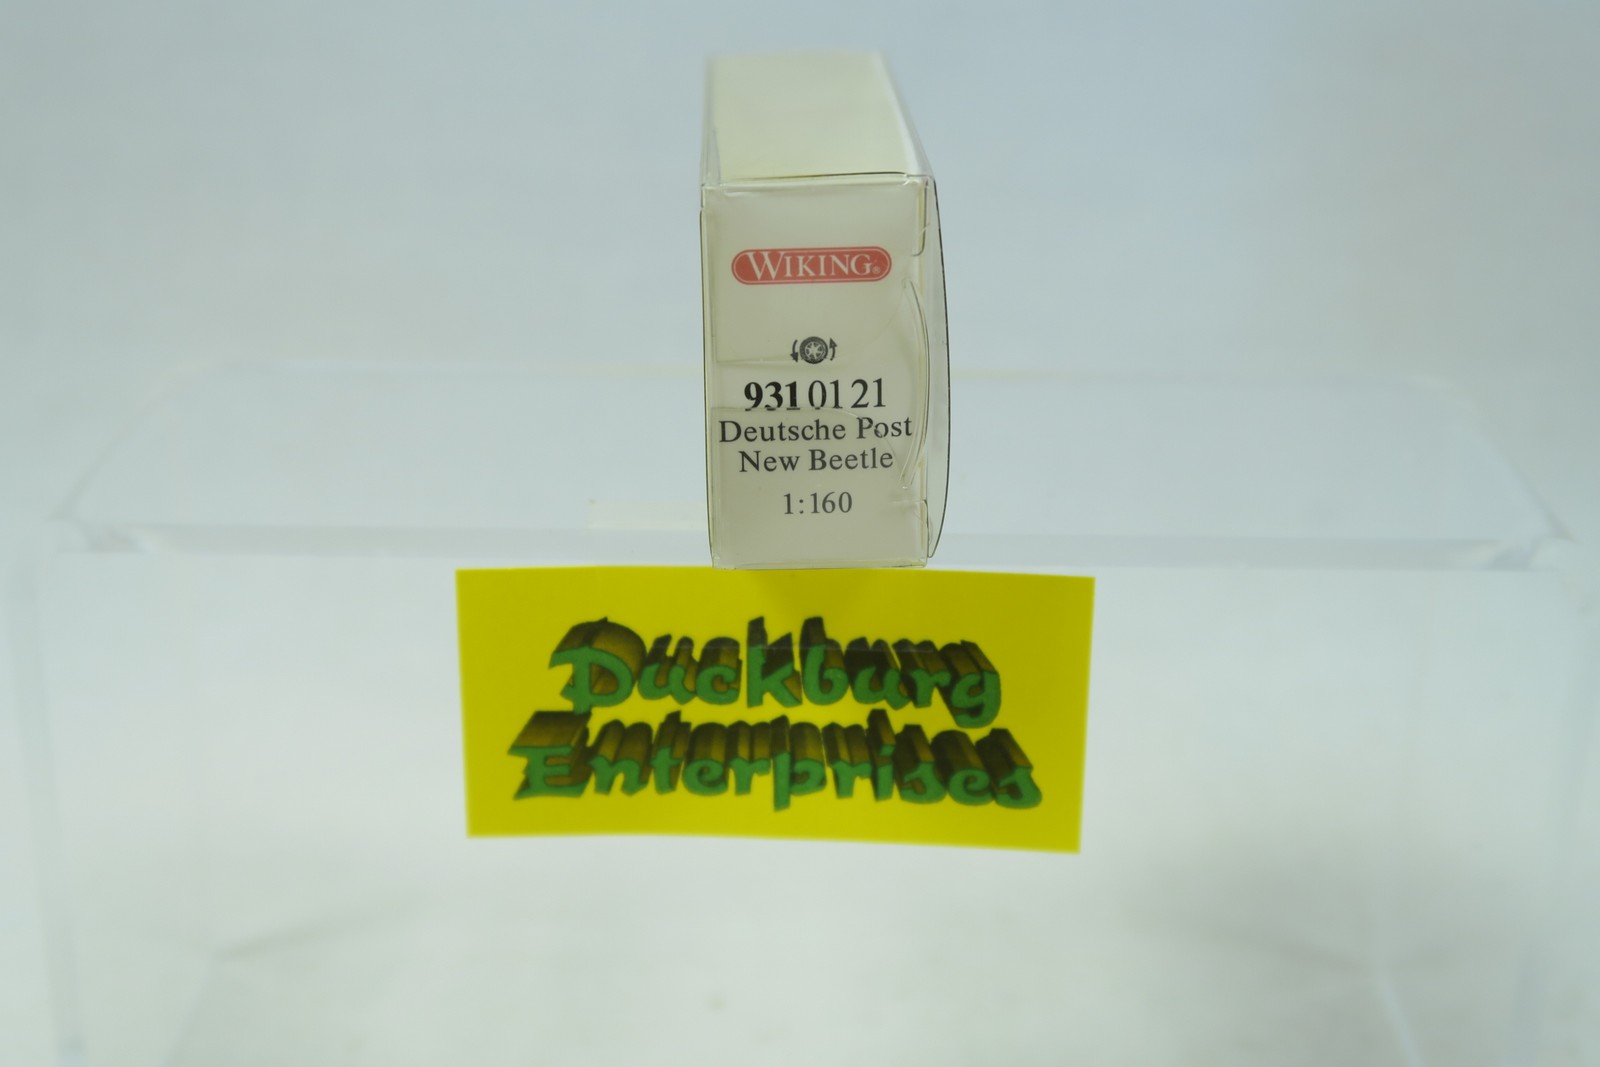 WIKING®
931 01 21
Deutsche Post
New Beetle
1:160
Duckburg
Enterprises